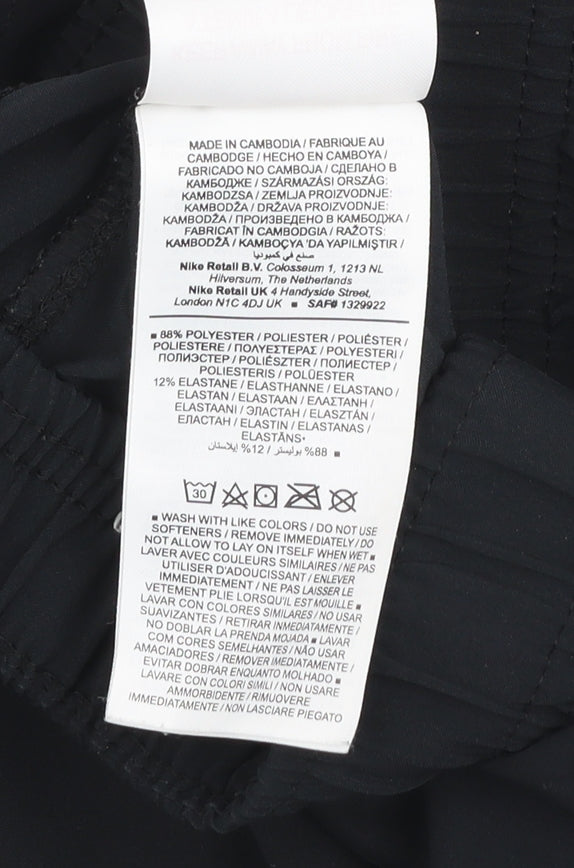 MADE IN CAMBODIA / FABRIQUE AU
CAMBODGE / HECHO EN CAMBOYA /
FABRICADO NO CAMBOJA / СДЕЛАНО В
КАМБОДЖЕ / SZÁRMAZÁSI ORSZÁG:
KAMBODZSA / ZEMLJA PROIZVODNJE:
KAMBODŽA / DRŽAVA PROIZVODNJE:
KAMBODŽA / ПРОИЗВЕДЕНО В КАМБОДЖА /
FABRICAT ÎN CAMBODGIA / RAŽOTS:
KAMBODŽĀ / KAMBOÇYA 'DA YAPILMIŞTIR /
صنع في كمبوديا
Nike Retail B.V. Colosseum 1, 1213 NL
Hilversum, The Netherlands
Nike Retail UK 4 Handyside Street,
London N1C 4DJ UK ■ SAF# 1329922
■ 88% POLYESTER / POLIESTER / POLIÉSTER /
POLIESTERE / ΠΟΛΥΕΣΤΕΡΑΣ / POLYESTERI /
ПОЛИЭСТЕР / POLIÉSZTER / ПОЛИЕСТЕР /
POLIESTERIS / POLÜESTER
12% ELASTANE / ELASTHANNE / ELASTANO /
ELASTAN / ELASTAAN / ΕΛΑΣΤΑΝΗ /
ELASTAANI / ЭЛАСТАН / ELASZTÁN /
ЕЛАСТАН / ELASTIN / ELASTANAS /
ELASTĀNS•
88% بوليستر / 12% إيلاستان ■
30
■ WASH WITH LIKE COLORS / DO NOT USE
SOFTENERS / REMOVE IMMEDIATELY / DO
NOT ALLOW TO LAY ON ITSELF WHEN WET ■
LAVER AVEC COULEURS SIMILAIRES / NE PAS
UTILISER D'ADOUCISSANT / ENLEVER
IMMÉDIATEMENT / NE PAS LAISSER LE
VETEMENT PLIE LORSQU'IL EST MOUILLE ■
LAVAR CON COLORES SIMILARES / NO USAR
SUAVIZANTES / RETIRAR INMEDIATAMENTE /
NO DOBLAR LA PRENDA MOJADA ■ LAVAR
COM CORES SEMELHANTES / NÃO USAR
AMACIADORES / REMOVER IMEDIATAMENTE /
EVITAR DOBRAR ENQUANTO MOLHADO ■
LAVARE CON COLORI SIMILI / NON USARE
AMMORBIDENTE / RIMUOVERE
IMMEDIATAMENTE / NON LASCIARE PIEGATO